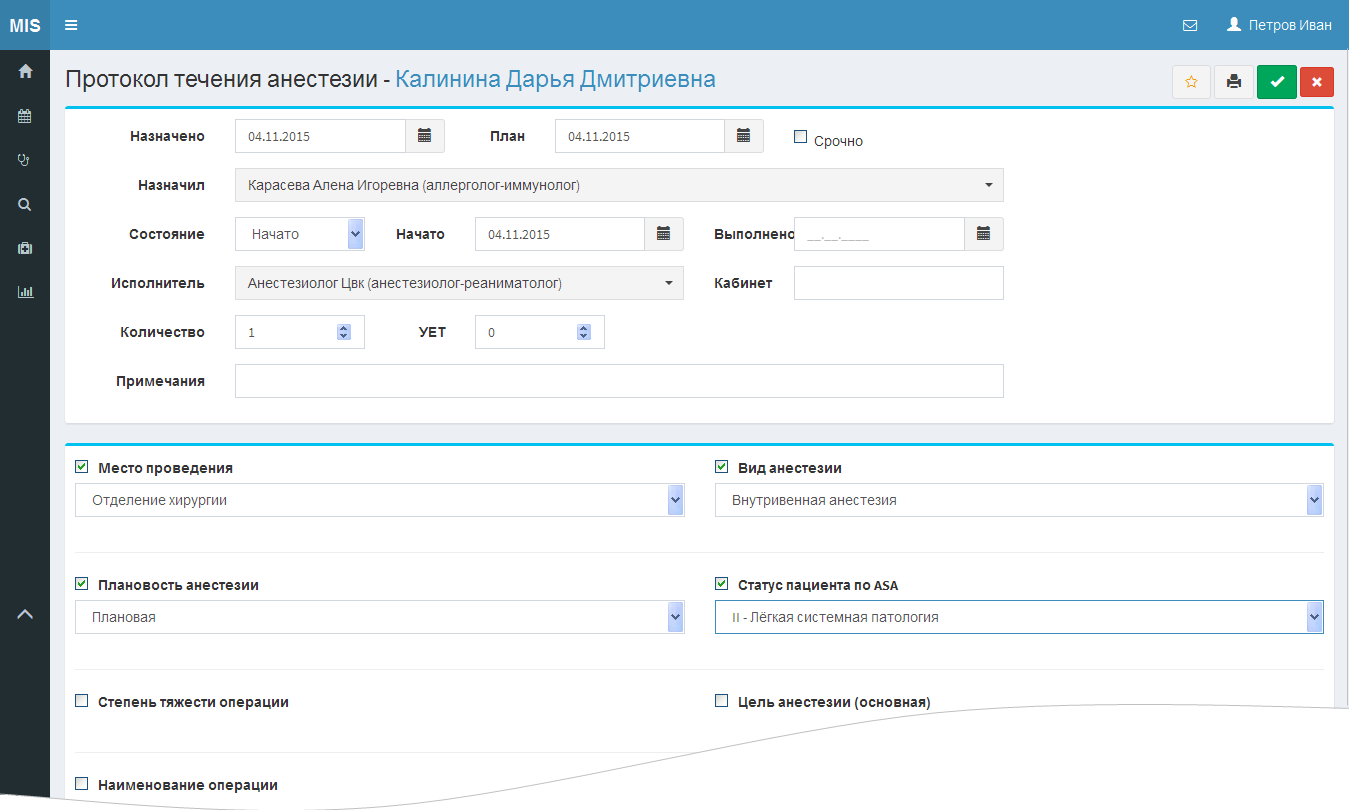 MIS
Петров Иван
Протокол течения анестезии - Калинина Дарья Дмитриевна
Назначено 04.11.2015 План 04.11.2015 Срочно
Назначил Карасева Алена Игоревна (аллерголог-иммунолог)
Состояние Начато Начато 04.11.2015 Выполнено __.__.____
Исполнитель Анестезиолог Цвк (анестезиолог-реаниматолог) Кабинет
Количество 1 УЕТ 0
Примечания
Место проведения Вид анестезии
Отделение хирургии Внутривенная анестезия
Плановость анестезии Статус пациента по ASA
Плановая II - Лёгкая системная патология
Степень тяжести операции Цель анестезии (основная)
Наименование операции